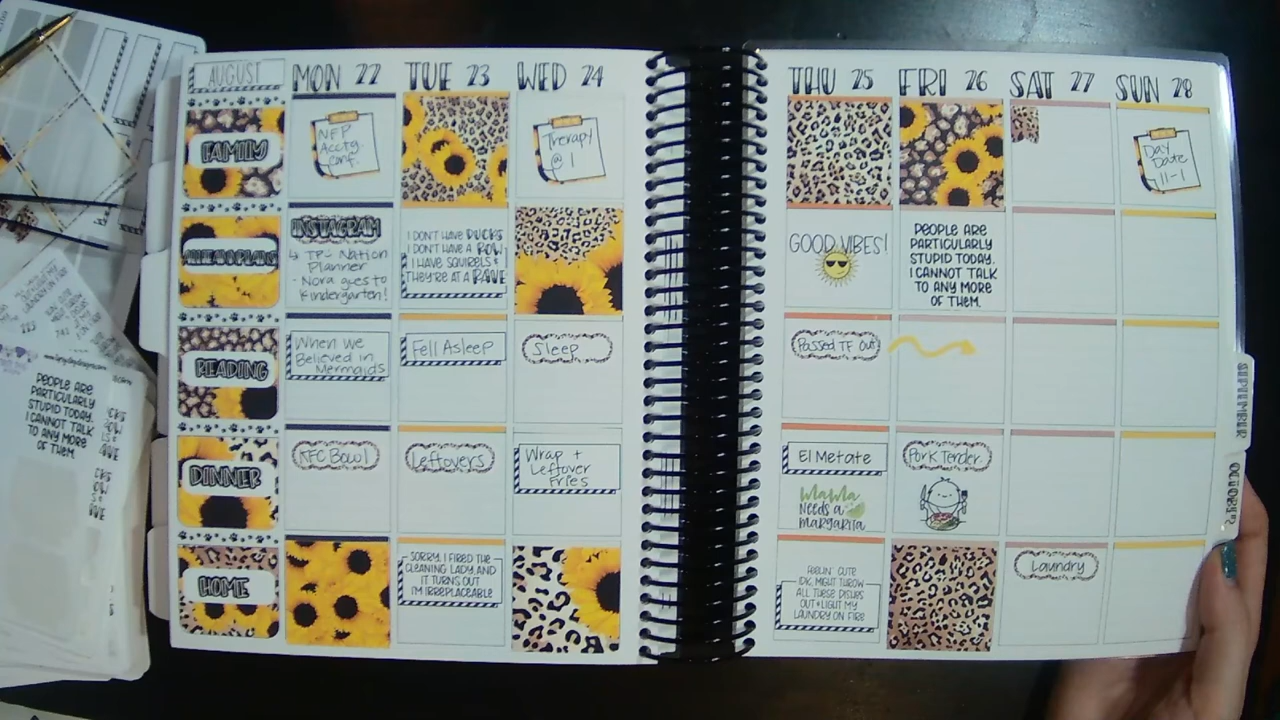 AUGUST
MON 22
TUE 23
WED 24
THU 25
FRI 26
SAT 27
SUN 28
FAMILY
NFP
Acctg.
Conf.
Therapy
@ 1
Day
Date
11-1
INSTAGRAM
↳ TPS Nation
Planner
- Nora goes to
Kindergarten!
I DON'T HAVE DUCKS
I DON'T HAVE A ROW
I HAVE SQUIRELS &
THEY'RE AT A RAVE
GOOD VIBES!
PEOPLE ARE
PARTICULARLY
STUPID TODAY.
I CANNOT TALK
TO ANY MORE
OF THEM.
READING
When We
Believed in
Mermaids
Fell Asleep
Sleep
Passed TF Out
DINNER
KFC Bowl
Leftovers
Wrap +
Leftover
Fries
El Metate
MAMA
NEEDS A
MARGARITA
Pork Tender
HOME
SORRY, I FIRED THE
CLEANING LADY AND
IT TURNS OUT
I'M IRREPLACEABLE
FEELIN' CUTE
IDK, MIGHT THROW
ALL THESE DISHES
OUT & LIGHT MY
LAUNDRY ON FIRE
Laundry
SEPTEMBER
OCTOBER
PEOPLE ARE
PARTICULARLY
STUPID TODAY.
I CANNOT TALK
TO ANY MORE
OF THEM.